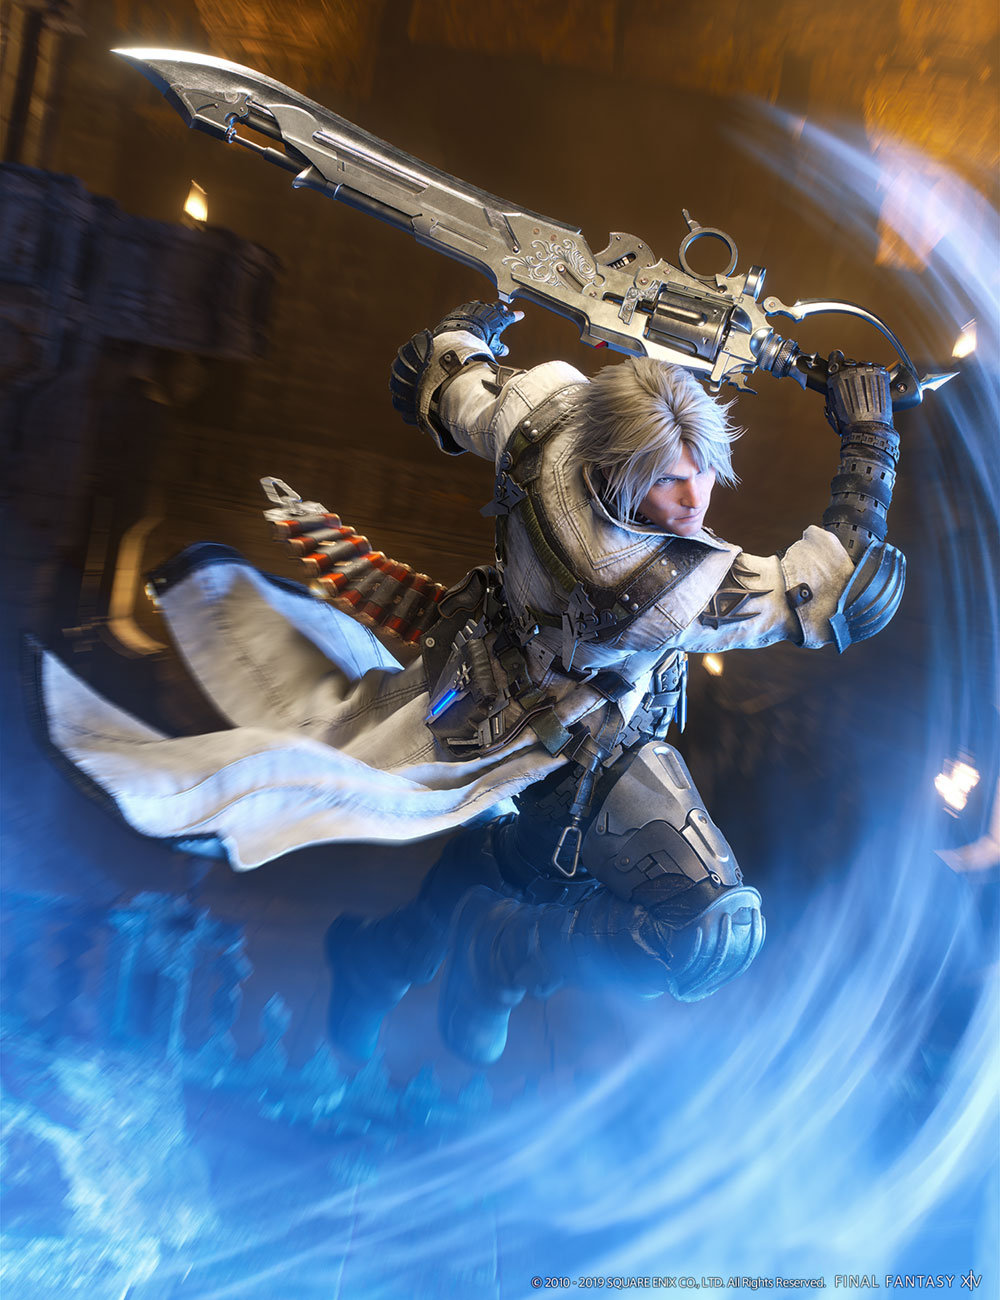 © 2010 - 2019 SQUARE ENIX CO., LTD. All Rights Reserved. FINAL FANTASY XIV